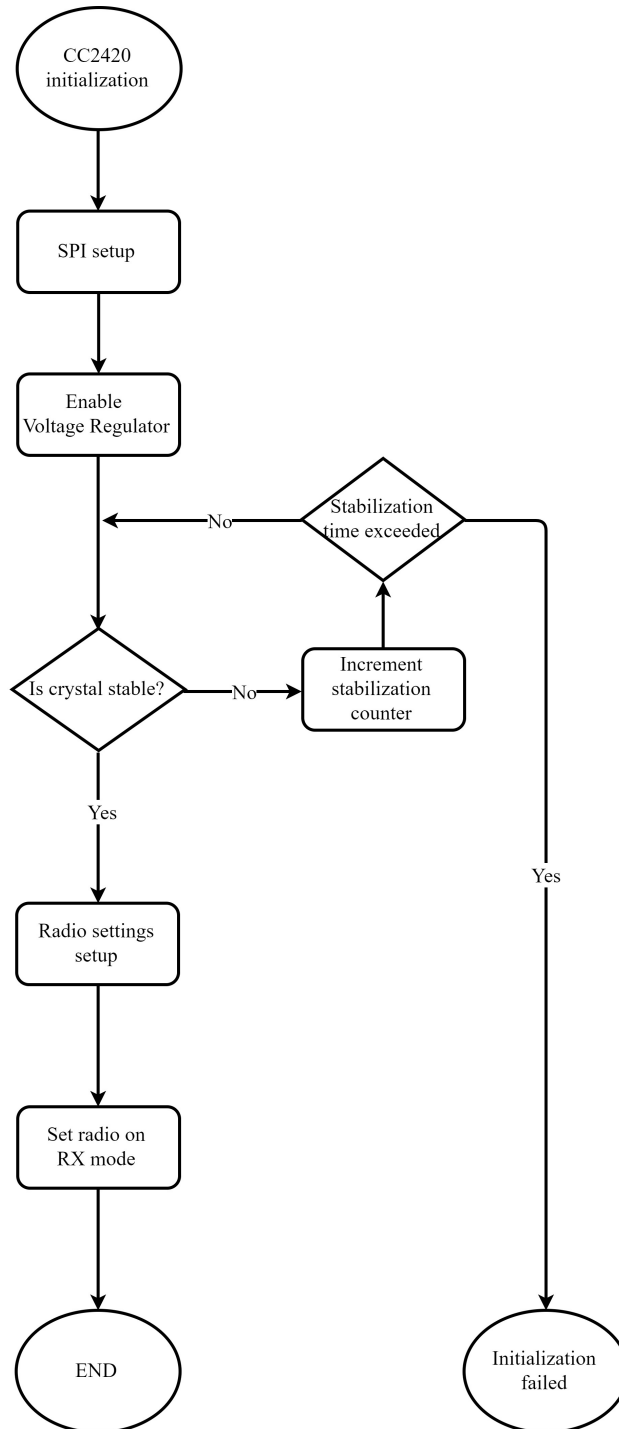 CC2420
initialization
SPI setup
Enable
Voltage Regulator
Stabilization
time exceeded
No
Is crystal stable?
No
Increment
stabilization
counter
Yes
Yes
Radio settings
setup
Set radio on
RX mode
END
Initialization
failed